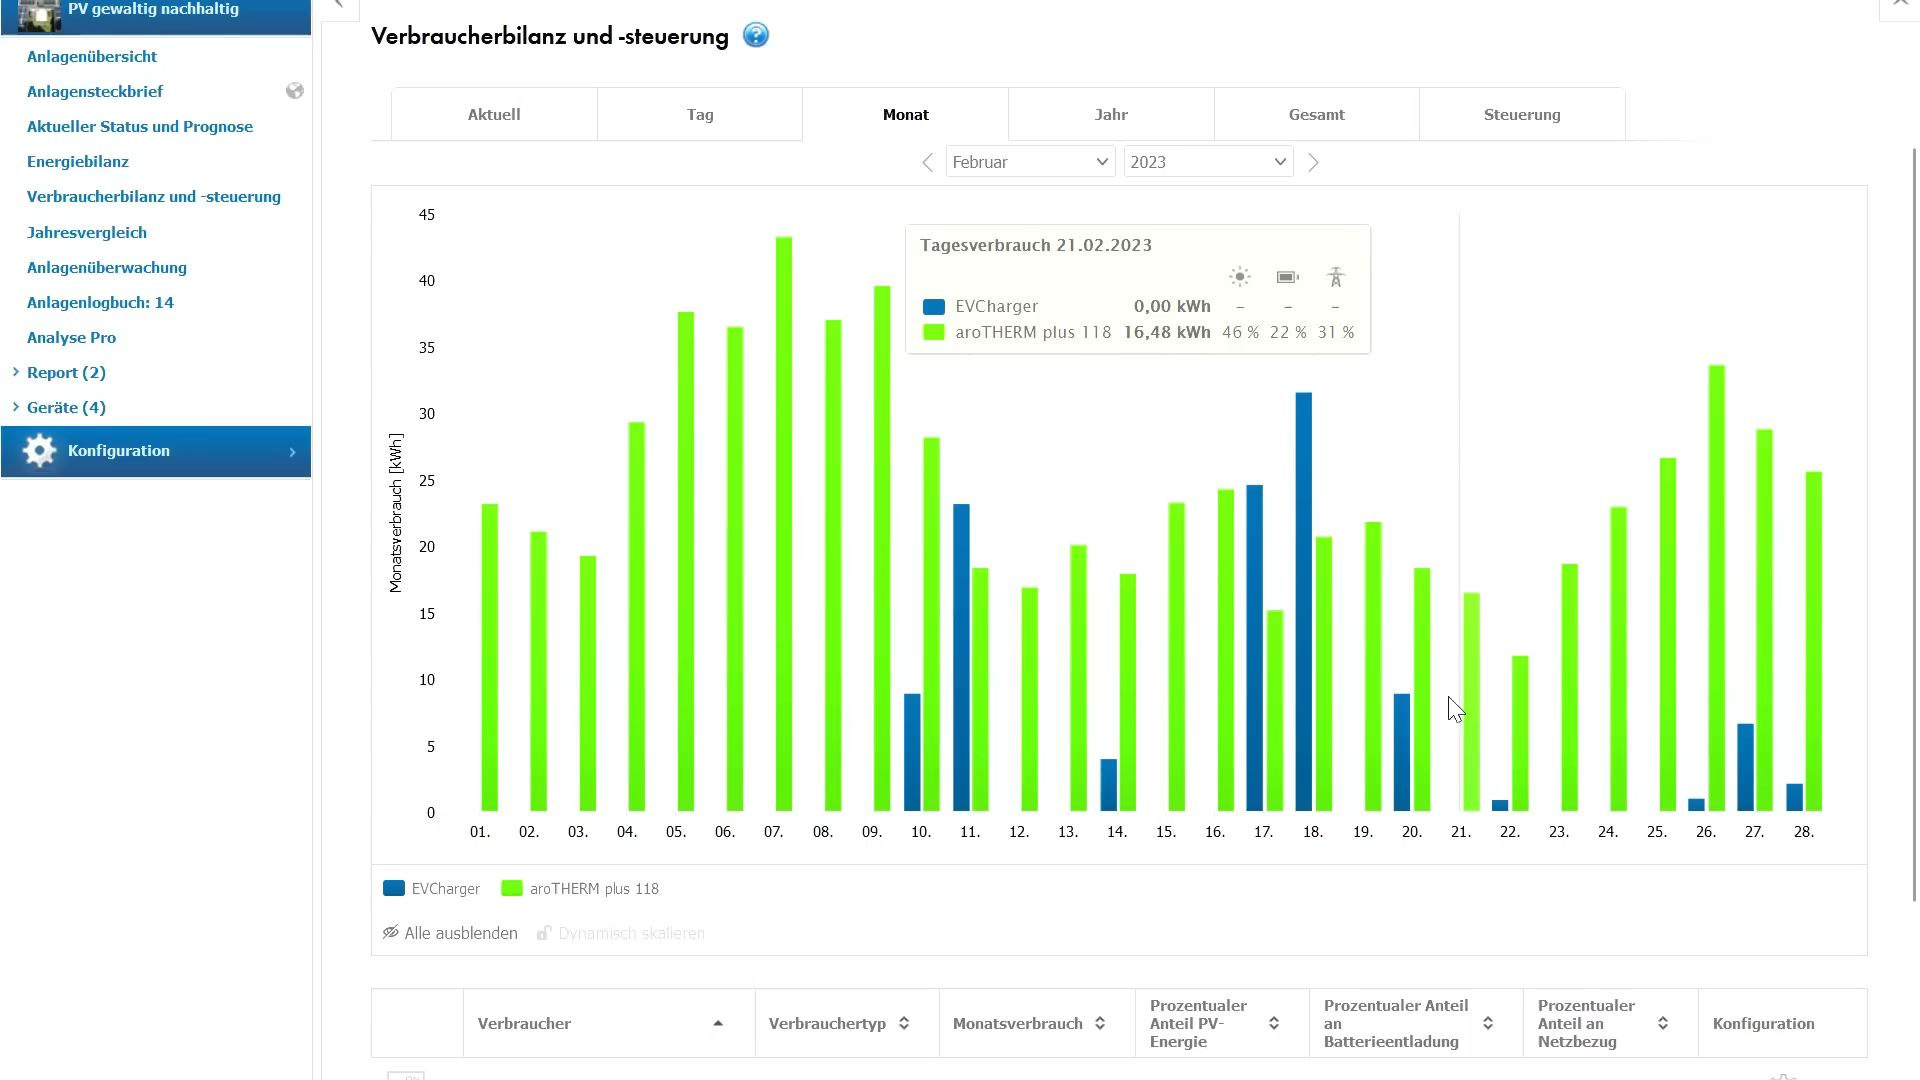 PV gewaltig nachhaltig
Anlagenübersicht
Anlagensteckbrief
Aktueller Status und Prognose
Energiebilanz
Verbraucherbilanz und -steuerung
Jahresvergleich
Anlagenüberwachung
Anlagenlogbuch: 14
Analyse Pro
Report (2)
Geräte (4)
Konfiguration
Verbraucherbilanz und -steuerung ?
Aktuell Tag Monat Jahr Gesamt Steuerung
Februar 2023
Monatsverbrauch [kWh]
45
40
35
30
25
20
15
10
5
0
Tagesverbrauch 21.02.2023
EVCharger 0,00 kWh – – –
aroTHERM plus 118 16,48 kWh 46 % 22 % 31 %
01. 02. 03. 04. 05. 06. 07. 08. 09. 10. 11. 12. 13. 14. 15. 16. 17. 18. 19. 20. 21. 22. 23. 24. 25. 26. 27. 28.
EVCharger aroTHERM plus 118
Alle ausblenden Dynamisch skalieren
Verbraucher
Verbrauchertyp
Monatsverbrauch
Prozentualer
Anteil PV-
Energie
Prozentualer Anteil
an
Batterieentladung
Prozentualer
Anteil an
Netzbezug
Konfiguration